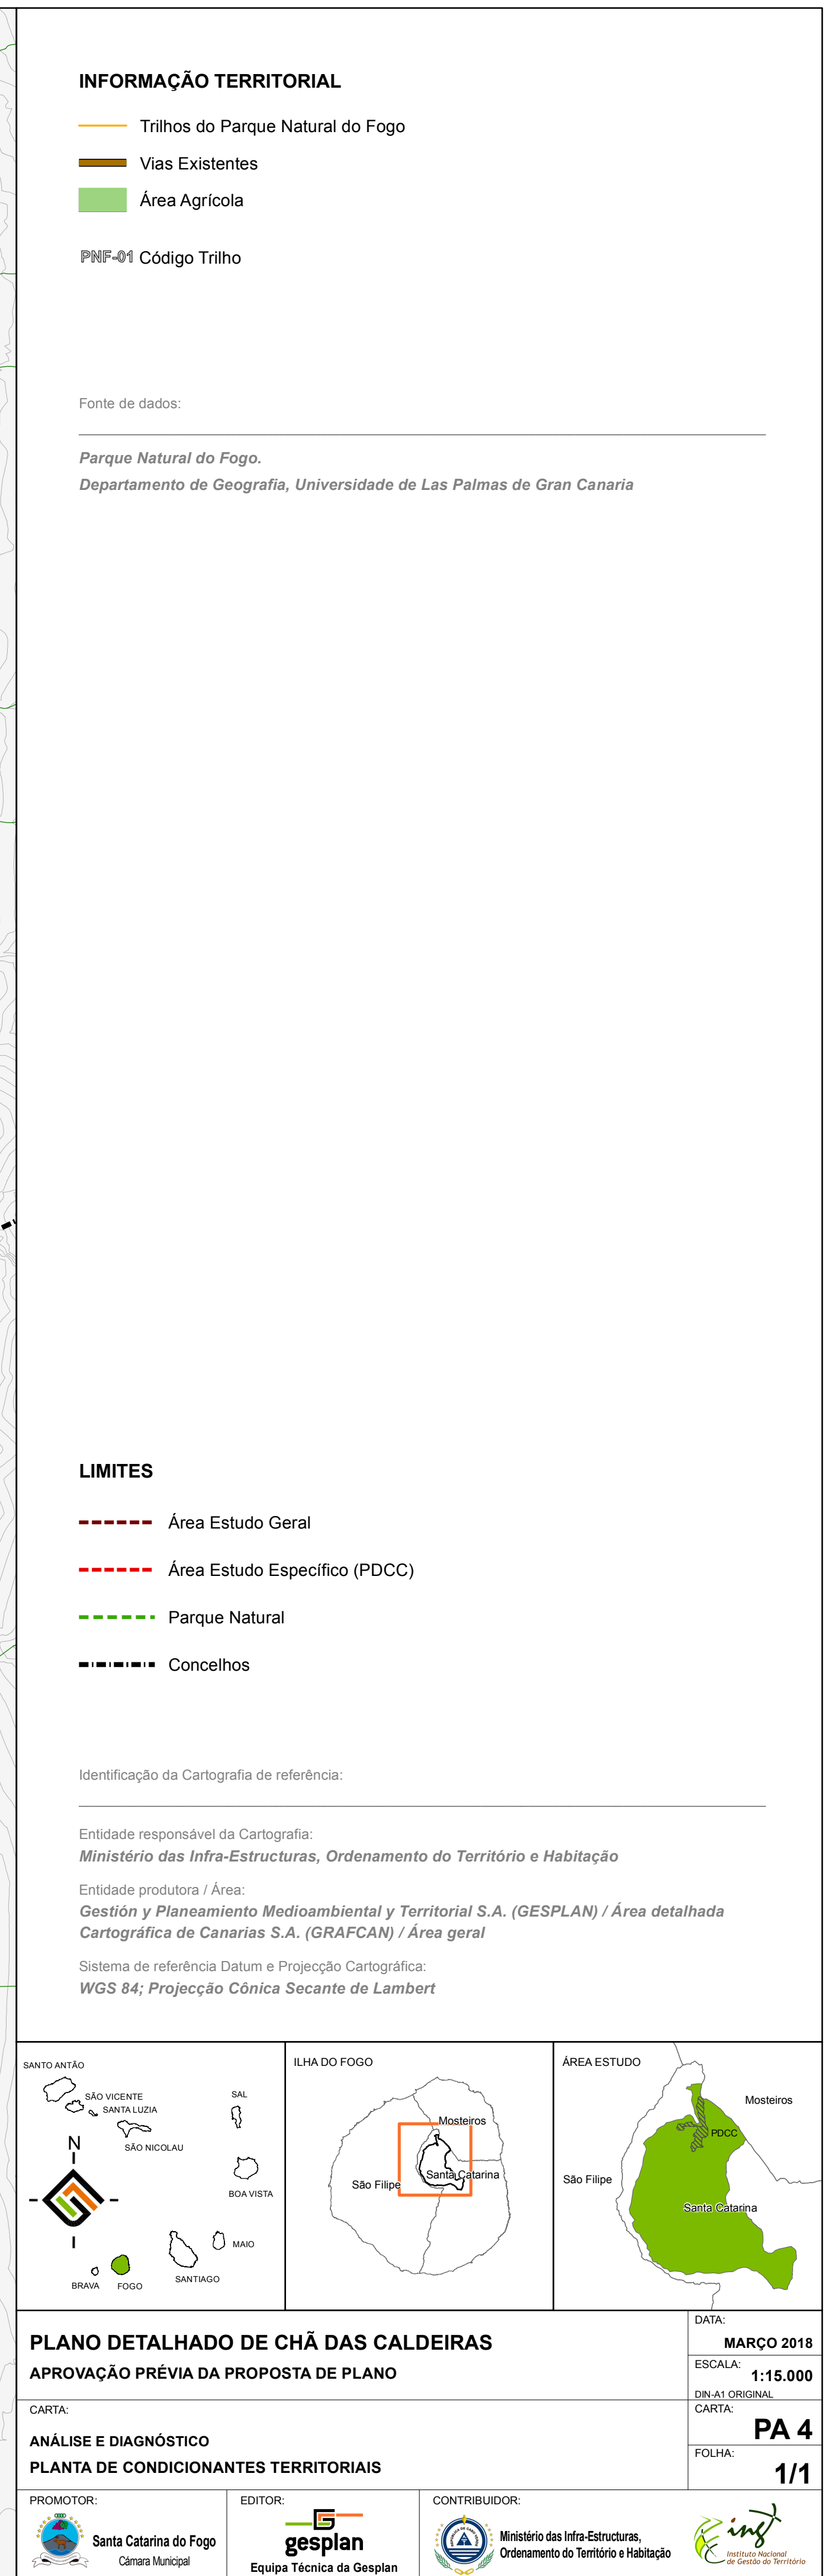 INFORMAÇÃO TERRITORIAL
Trilhos do Parque Natural do Fogo
Vias Existentes
Área Agrícola
PNF-01 Código Trilho
Fonte de dados:
Parque Natural do Fogo.
Departamento de Geografia, Universidade de Las Palmas de Gran Canaria
LIMITES
Área Estudo Geral
Área Estudo Específico (PDCC)
Parque Natural
Concelhos
Identificação da Cartografia de referência:
Entidade responsável da Cartografia:
Ministério das Infra-Estructuras, Ordenamento do Território e Habitação
Entidade produtora / Área:
Gestión y Planeamiento Medioambiental y Territorial S.A. (GESPLAN) / Área detalhada
Cartográfica de Canarias S.A. (GRAFCAN) / Área geral
Sistema de referência Datum e Projecção Cartográfica:
WGS 84; Projecção Cônica Secante de Lambert
SANTO ANTÃO
SÃO VICENTE
SANTA LUZIA
SAL
SÃO NICOLAU
N
BOA VISTA
MAIO
SANTIAGO
BRAVA
FOGO
ILHA DO FOGO
Mosteiros
São Filipe
Santa Catarina
ÁREA ESTUDO
Mosteiros
PDCC
São Filipe
Santa Catarina
PLANO DETALHADO DE CHÃ DAS CALDEIRAS
APROVAÇÃO PRÉVIA DA PROPOSTA DE PLANO
DATA:
MARÇO 2018
ESCALA:
1:15.000
DIN-A1 ORIGINAL
CARTA:
ANÁLISE E DIAGNÓSTICO
PLANTA DE CONDICIONANTES TERRITORIAIS
CARTA:
PA 4
FOLHA:
1/1
PROMOTOR:
Santa Catarina do Fogo
Câmara Municipal
EDITOR:
gesplan
Equipa Técnica da Gesplan
CONTRIBUIDOR:
Ministério das Infra-Estructuras,
Ordenamento do Território e Habitação
ingt
Instituto Nacional
de Gestão do Território